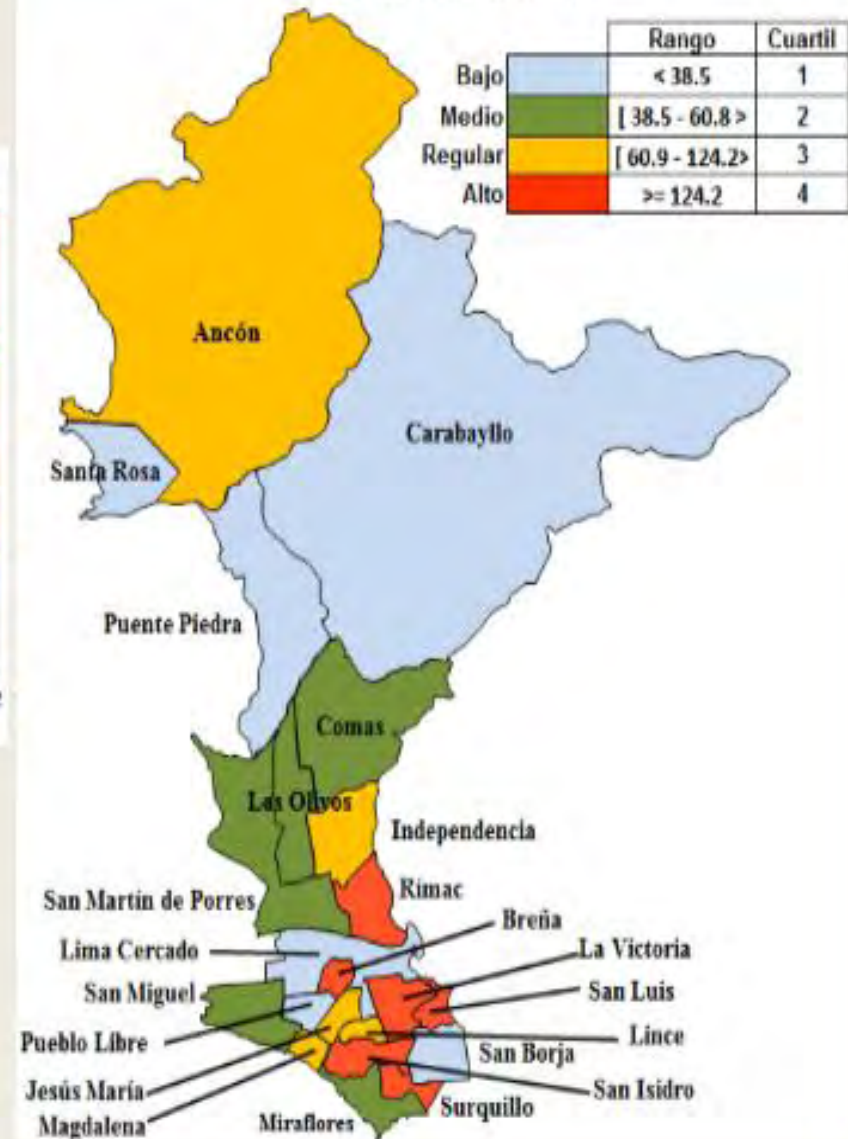 Rango Cuartil
Bajo < 38.5 1
Medio [ 38.5 - 60.8 > 2
Regular [ 60.9 - 124.2> 3
Alto >= 124.2 4
Ancón
Carabayllo
Santa Rosa
Puente Piedra
Comas
Los Olivos
Independencia
San Martín de Porres
Rímac
Breña
Lima Cercado
La Victoria
San Miguel
San Luis
Pueblo Libre
Lince
San Borja
Jesús María
San Isidro
Magdalena
Surquillo
Miraflores